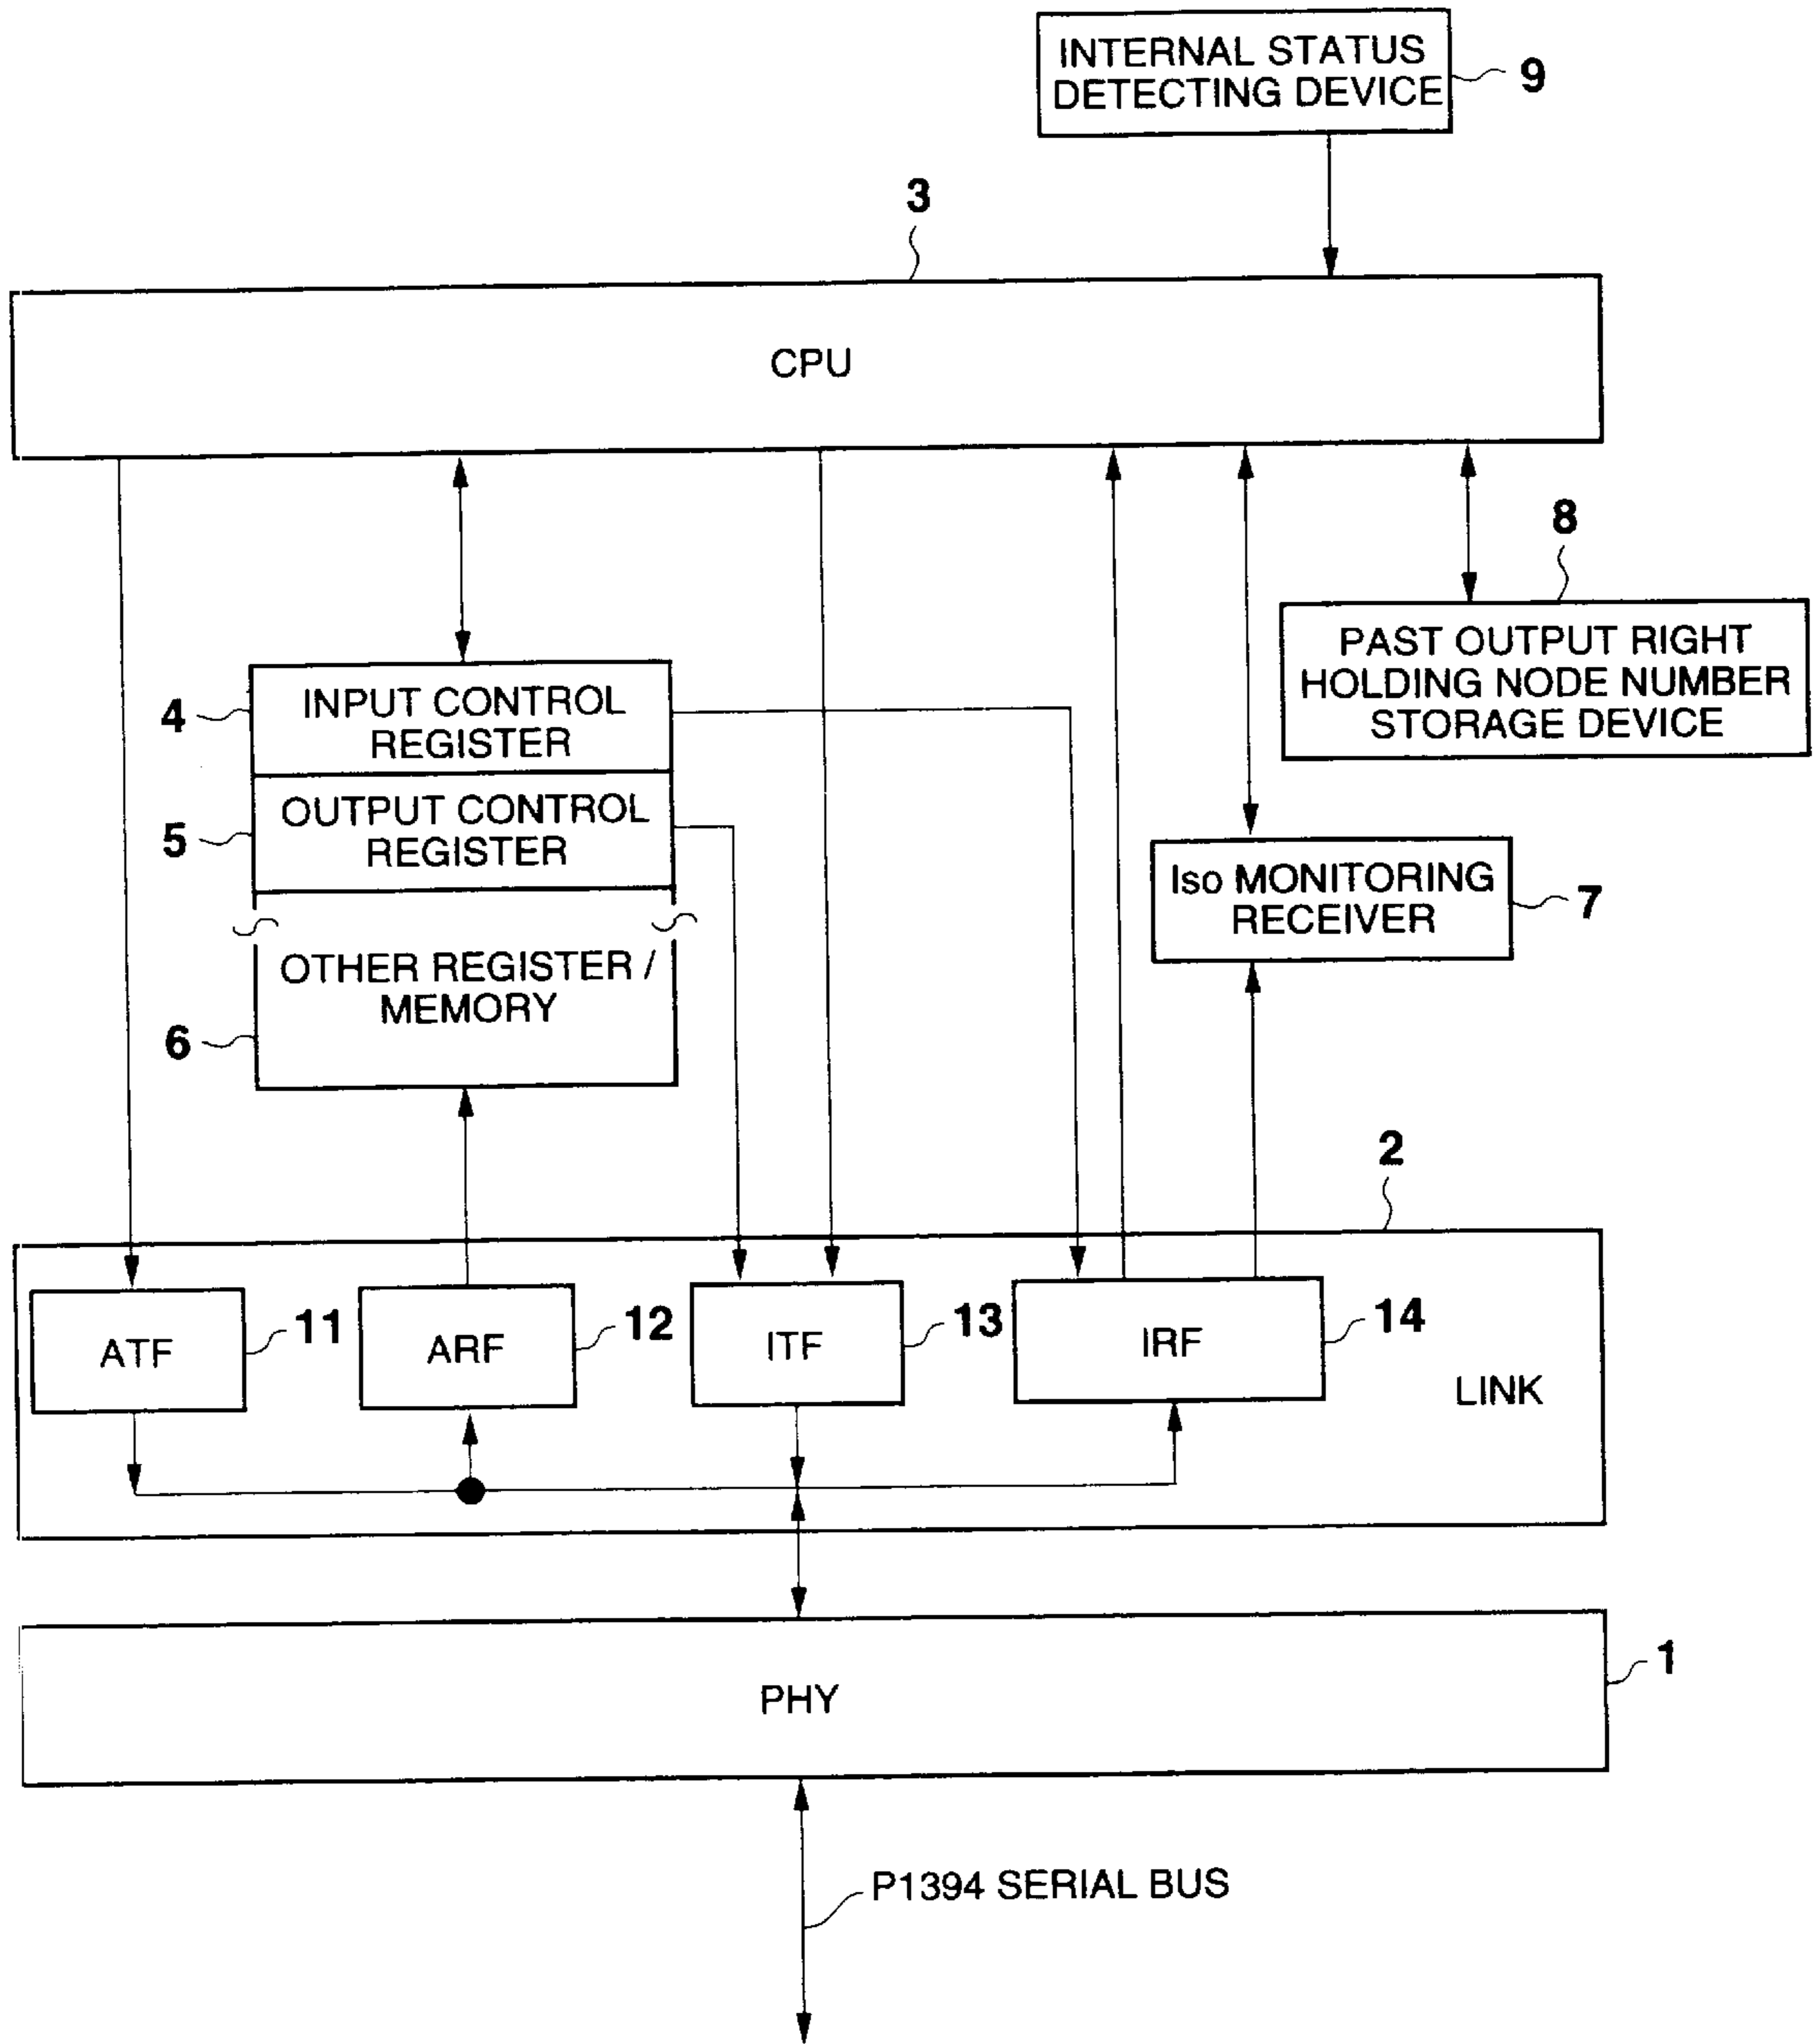 INTERNAL STATUS
DETECTING DEVICE
9
3
CPU
8
PAST OUTPUT RIGHT
HOLDING NODE NUMBER
STORAGE DEVICE
4
INPUT CONTROL
REGISTER
5
OUTPUT CONTROL
REGISTER
Iso MONITORING
RECEIVER
7
OTHER REGISTER /
MEMORY
6
2
ATF
11
ARF
12
ITF
13
IRF
14
LINK
PHY
1
P1394 SERIAL BUS